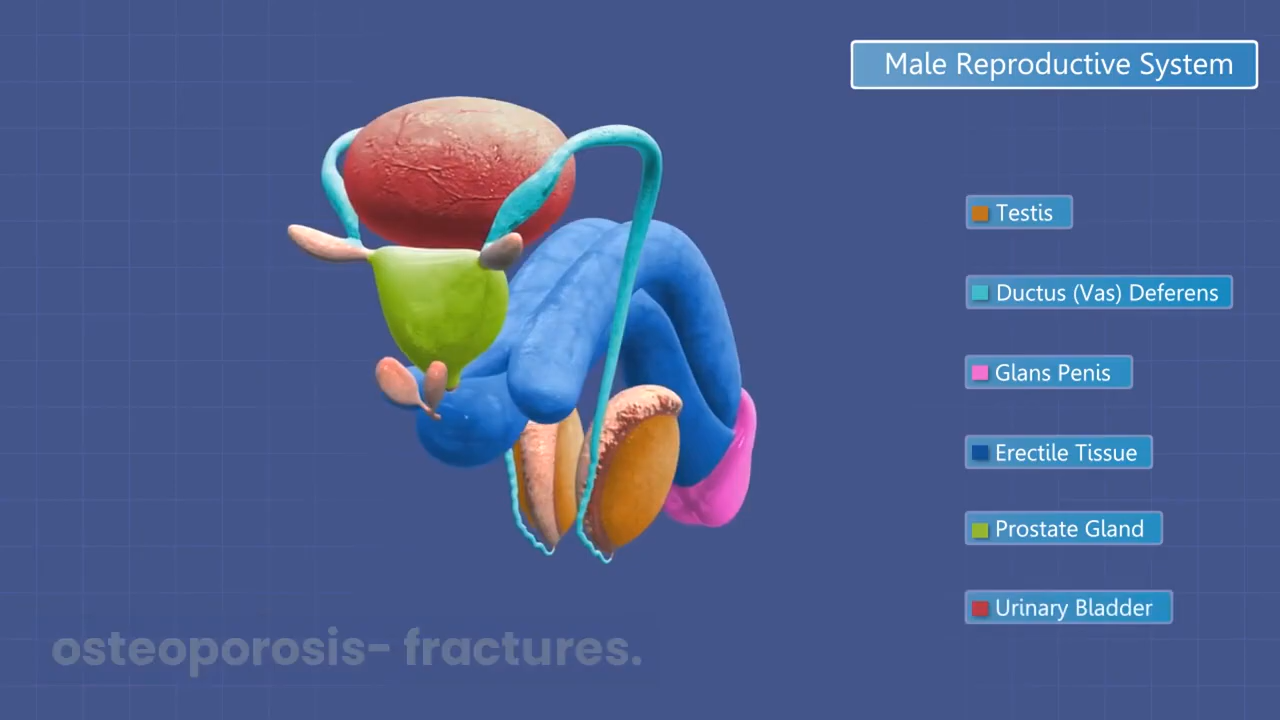 Male Reproductive System
Testis
Ductus (Vas) Deferens
Glans Penis
Erectile Tissue
Prostate Gland
Urinary Bladder
osteoporosis- fractures.